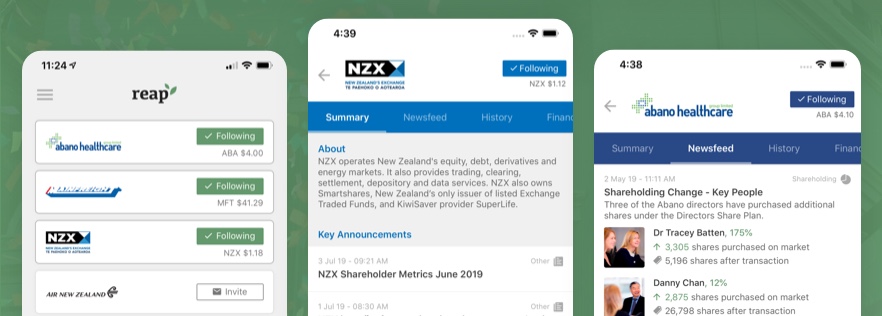 11:24
reap
abano healthcare
Following
ABA $4.00
MAINFREIGHT
Following
MFT $41.29
NZX
NEW ZEALAND'S EXCHANGE
TE PAEHOKO O AOTEAROA
Following
NZX $1.18
AIR NEW ZEALAND
Invite
4:39
NZX
NEW ZEALAND'S EXCHANGE
TE PAEHOKO O AOTEAROA
Following
NZX $1.12
Summary
Newsfeed
History
Financ
About
NZX operates New Zealand's equity, debt, derivatives and
energy markets. It also provides trading, clearing,
settlement, depository and data services. NZX also owns
Smartshares, New Zealand's only issuer of listed Exchange
Traded Funds, and KiwiSaver provider SuperLife.
Key Announcements
3 Jul 19 - 09:21 AM
Other
NZX Shareholder Metrics June 2019
1 Jul 19 - 08:30 AM
Other
4:38
abano healthcare
Following
ABA $4.10
Summary
Newsfeed
History
Financ
2 May 19 - 11:11 AM
Shareholding
Shareholding Change - Key People
Three of the Abano directors have purchased additional
shares under the Directors Share Plan.
Dr Tracey Batten, 175%
3,305 shares purchased on market
5,196 shares after transaction
Danny Chan, 12%
2,875 shares purchased on market
26,798 shares after transaction